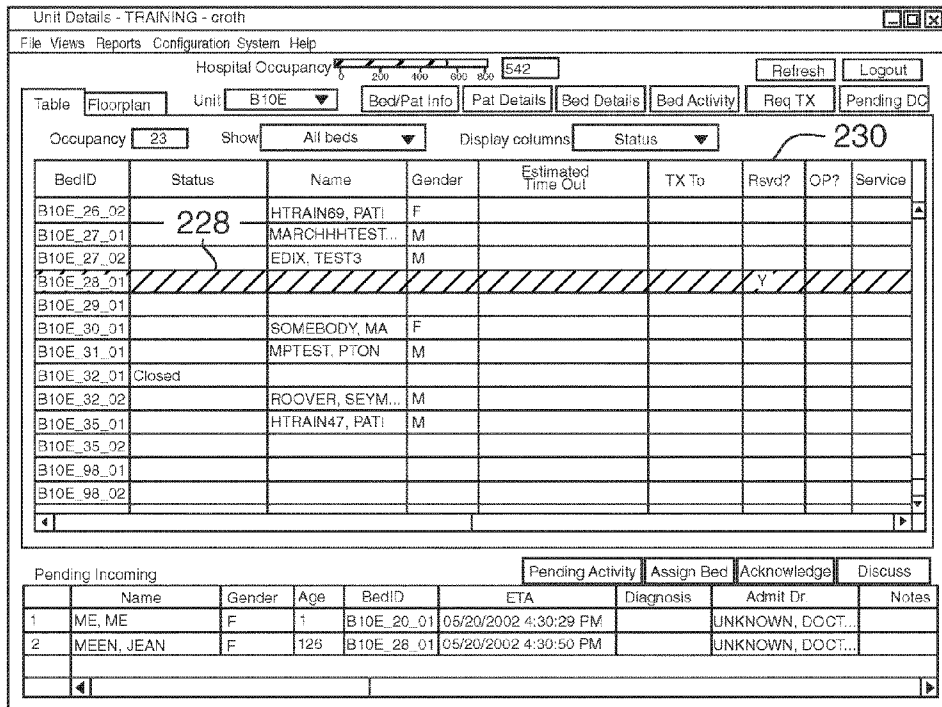 Unit Details - TRAINING - croth
File Views Reports Configuration System Help
Hospital Occupancy 0 200 400 600 800 542 Refresh Logout
Table Floorplan Unit B10E Bed/Pat Info Pat Details Bed Details Bed Activity Req TX Pending DC
Occupancy 23 Show All beds Display columns Status 230
BedID Status Name Gender Estimated Time Out TX To Rsvd? OP? Service
B10E_26_02 HTRAIN69, PATI F
B10E_27_01 228 MARCHHHTEST... M
B10E_27_02 EDIX, TEST3 M
B10E_28_01 Y
B10E_29_01
B10E_30_01 SOMEBODY, MA F
B10E_31_01 MPTEST, PTON M
B10E_32_01 Closed
B10E_32_02 ROOVER, SEYM... M
B10E_35_01 HTRAIN47, PATI M
B10E_35_02
B10E_98_01
B10E_98_02
Pending Incoming Pending Activity Assign Bed Acknowledge Discuss
Name Gender Age BedID ETA Diagnosis Admit Dr. Notes
1 ME, ME F 1 B10E_20_01 05/20/2002 4:30:29 PM UNKNOWN, DOCT...
2 MEEN, JEAN F 126 B10E_28_01 05/20/2002 4:30:50 PM UNKNOWN, DOCT...